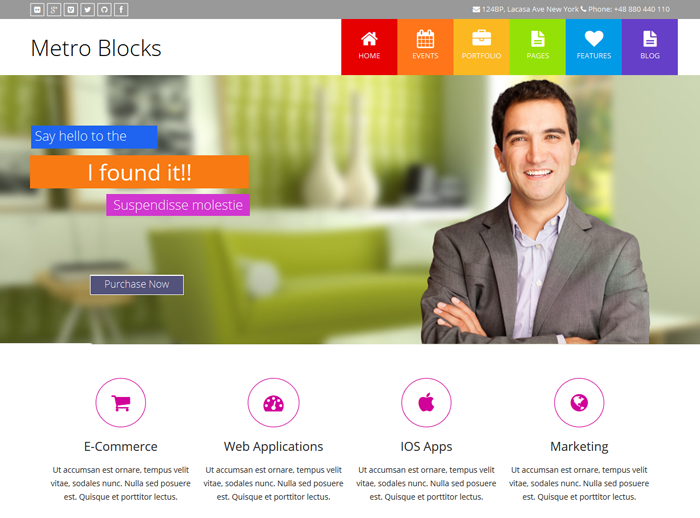 124BP, Lacasa Ave New York Phone: +48 880 440 110
Metro Blocks
HOME EVENTS PORTFOLIO PAGES FEATURES BLOG
Say hello to the
I found it!!
Suspendisse molestie
Purchase Now
E-Commerce Web Applications IOS Apps Marketing
Ut accumsan est ornare, tempus velit
vitae, sodales nunc. Nulla sed posuere
est. Quisque et porttitor lectus.
Ut accumsan est ornare, tempus velit
vitae, sodales nunc. Nulla sed posuere
est. Quisque et porttitor lectus.
Ut accumsan est ornare, tempus velit
vitae, sodales nunc. Nulla sed posuere
est. Quisque et porttitor lectus.
Ut accumsan est ornare, tempus velit
vitae, sodales nunc. Nulla sed posuere
est. Quisque et porttitor lectus.